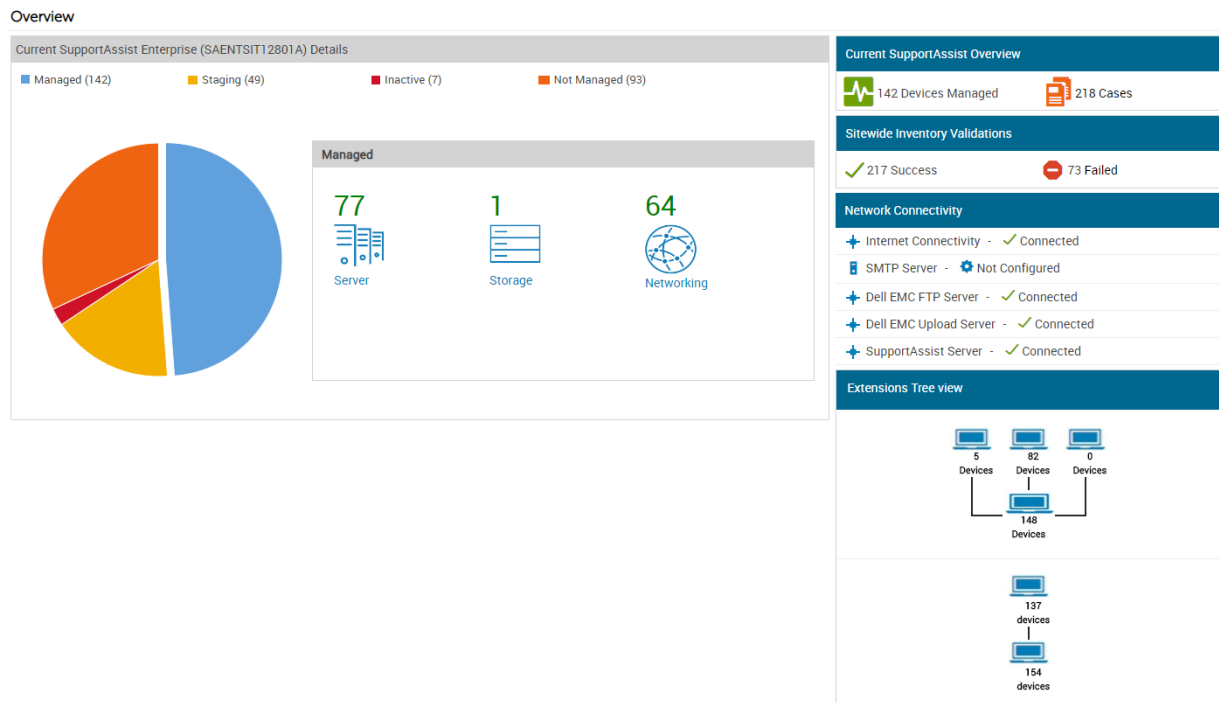 Overview
Current SupportAssist Enterprise (SAENTSIT12801A) Details
Managed (142)
Staging (49)
Inactive (7)
Not Managed (93)
Managed
77
1
64
Server
Storage
Networking
Current SupportAssist Overview
142 Devices Managed
218 Cases
Sitewide Inventory Validations
217 Success
73 Failed
Network Connectivity
Internet Connectivity - Connected
SMTP Server - Not Configured
Dell EMC FTP Server - Connected
Dell EMC Upload Server - Connected
SupportAssist Server - Connected
Extensions Tree view
5
82
0
Devices
Devices
Devices
148
Devices
137
devices
154
devices